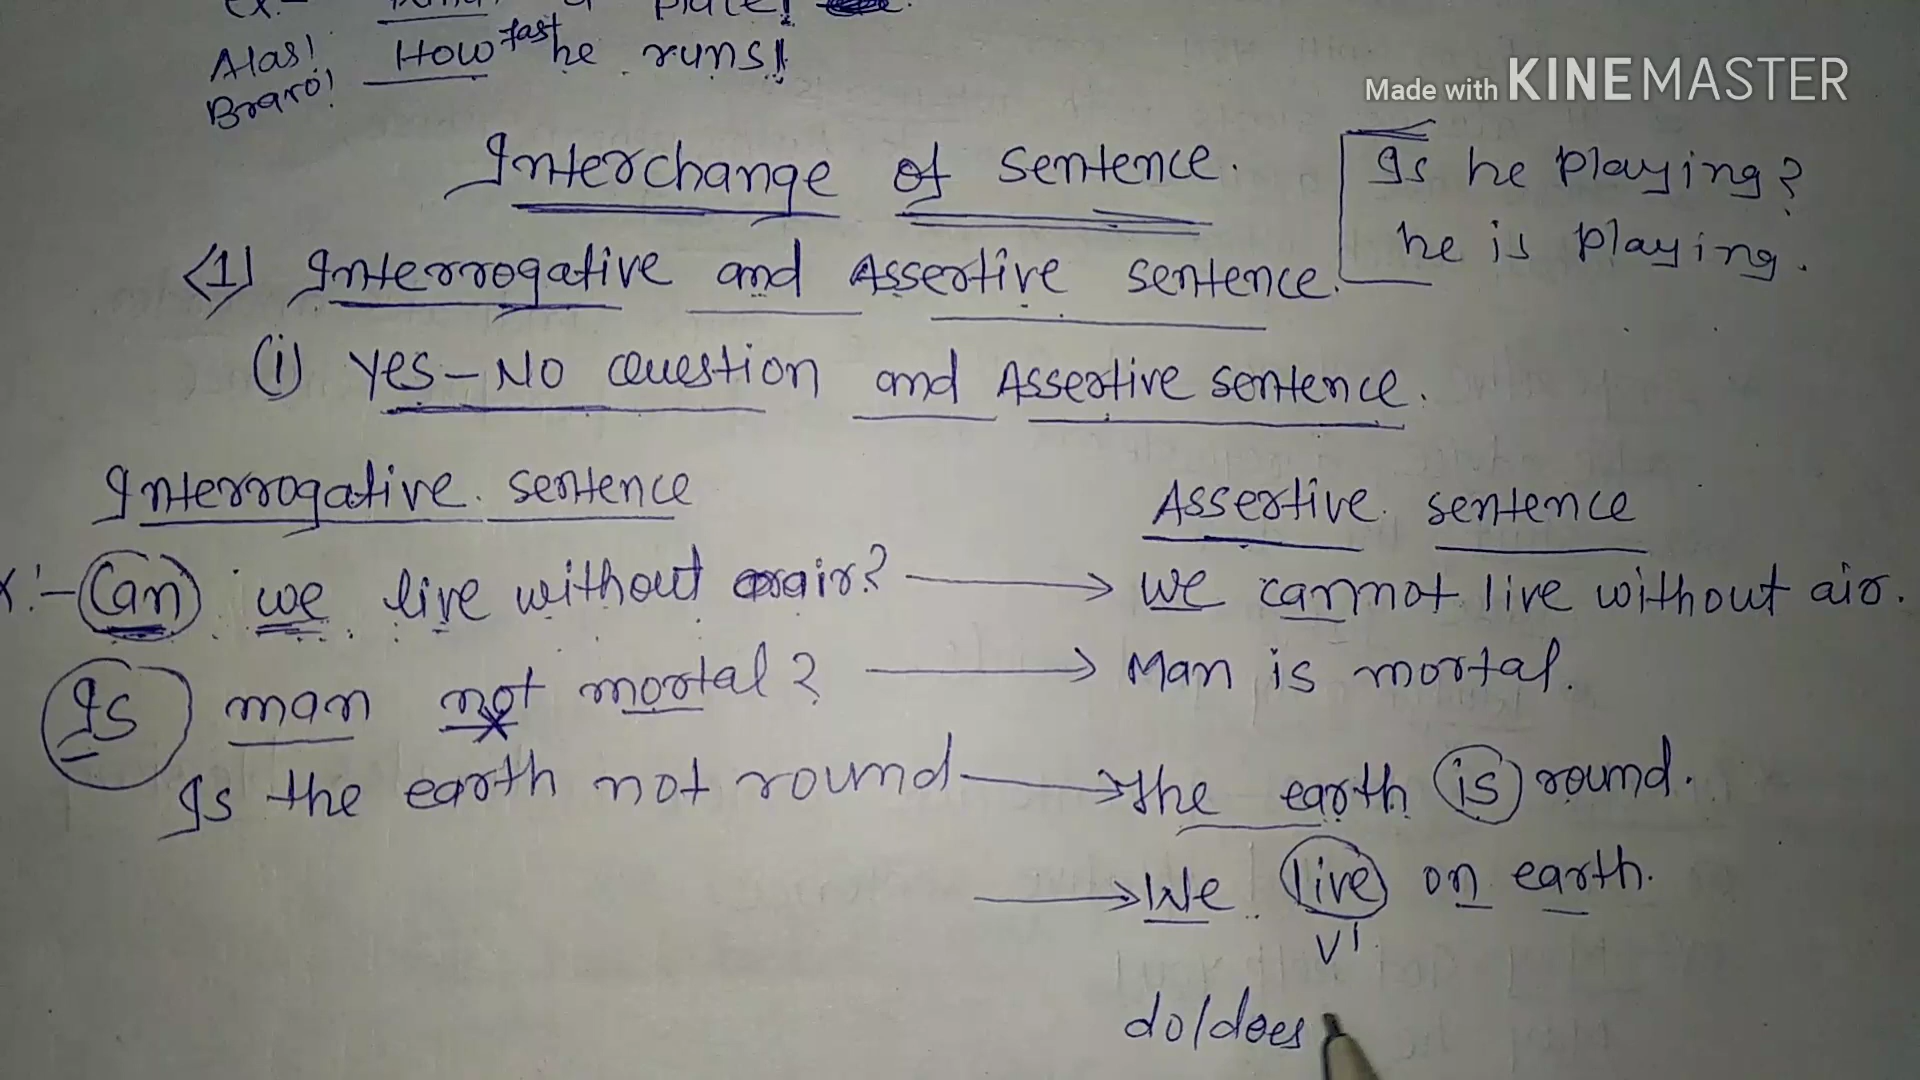 a place!
Alas! How fast he runs!
Bravo!
Made with KINEMASTER
Interchange of sentence.
Is he playing?
he is playing.
(1) Interrogative and Assertive sentence.
(i) Yes-No Question and Assertive sentence.
Interrogative sentence
Assertive sentence
x:- Can we live without air? → We cannot live without air.
Is man not mortal? → Man is mortal.
Is the earth not round → The earth is round.
→ We live on earth.
V1
do/does